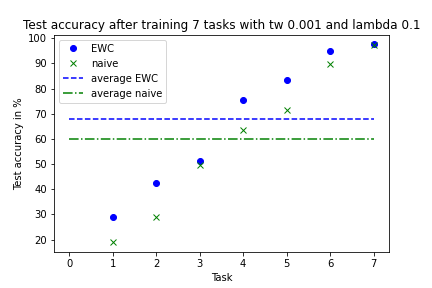 Test accuracy after training 7 tasks with tw 0.001 and lambda 0.1
100
90
80
70
60
50
40
30
20
Test accuracy in %
EWC
naive
average EWC
average naive
0 1 2 3 4 5 6 7
Task